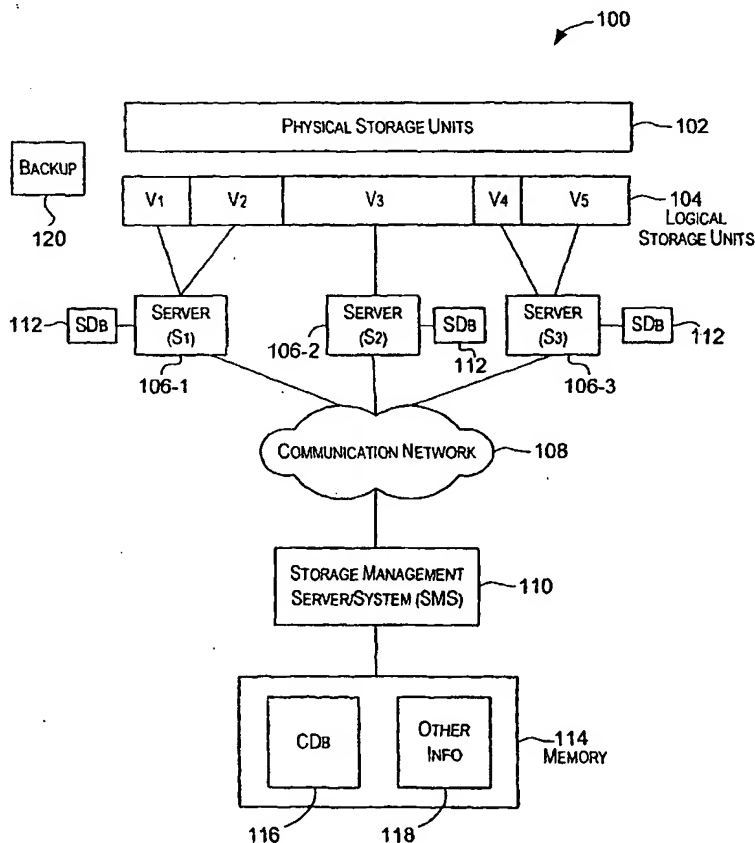 100
PHYSICAL STORAGE UNITS
102
BACKUP
120
V1
V2
V3
V4
V5
104
LOGICAL
STORAGE UNITS
112
SDB
SERVER
(S1)
106-1
SERVER
(S2)
106-2
SDB
112
SERVER
(S3)
106-3
SDB
112
COMMUNICATION NETWORK
108
STORAGE MANAGEMENT
SERVER/SYSTEM (SMS)
110
CDB
116
OTHER
INFO
118
114
MEMORY